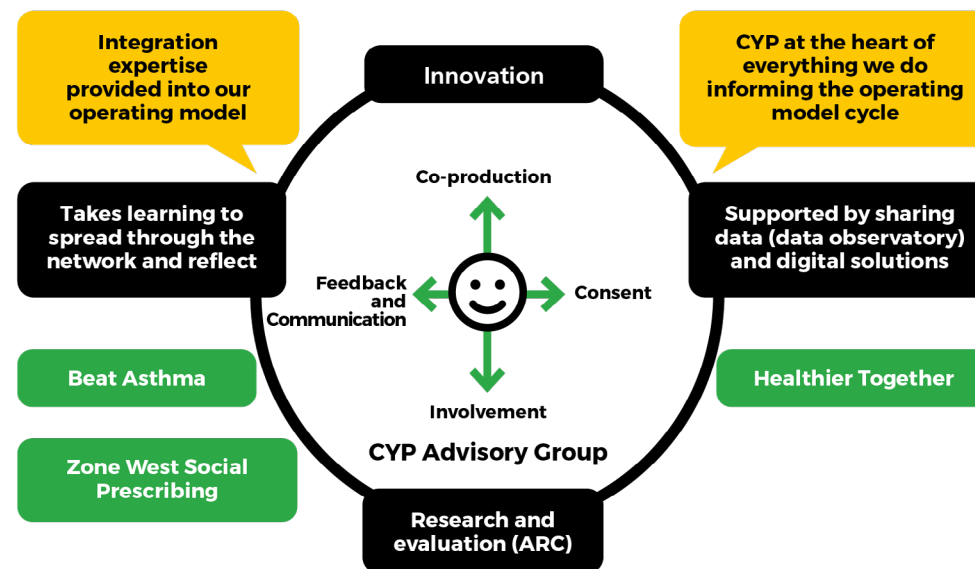 Integration
expertise
provided into our
operating model
Innovation
CYP at the heart of
everything we do
informing the operating
model cycle
Takes learning to
spread through the
network and reflect
Co-production
Feedback
and
Communication
Consent
Involvement
CYP Advisory Group
Supported by sharing
data (data observatory)
and digital solutions
Beat Asthma
Healthier Together
Zone West Social
Prescribing
Research and
evaluation (ARC)